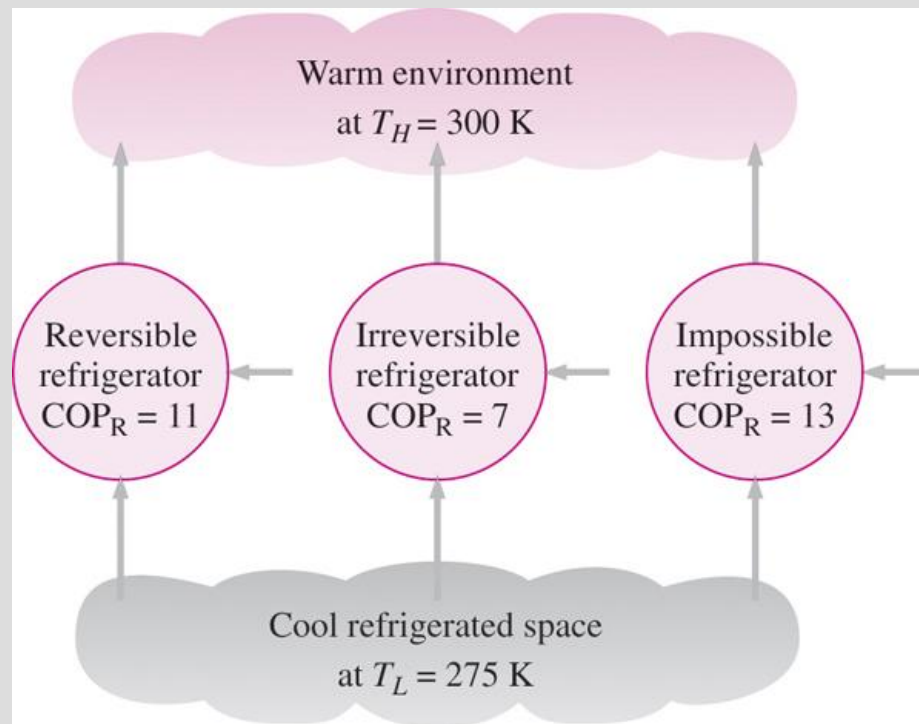 Warm environment
at T_H = 300 K
Reversible
refrigerator
COP_R = 11
Irreversible
refrigerator
COP_R = 7
Impossible
refrigerator
COP_R = 13
Cool refrigerated space
at T_L = 275 K